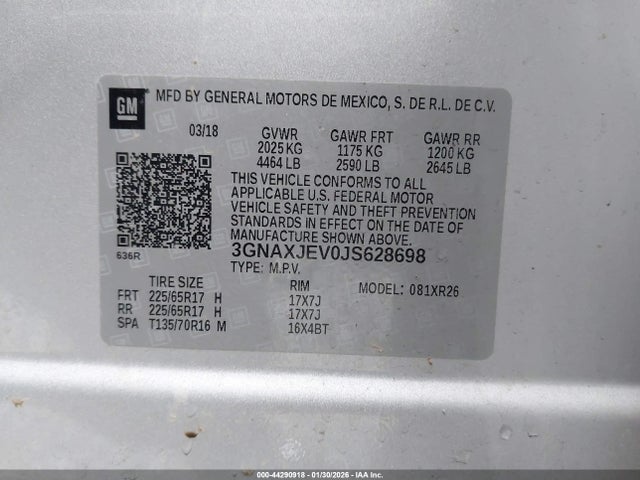 GM MFD BY GENERAL MOTORS DE MEXICO, S. DE R.L. DE C.V.
03/18 GVWR GAWR FRT GAWR RR
2025 KG 1175 KG 1200 KG
4464 LB 2590 LB 2645 LB
THIS VEHICLE CONFORMS TO ALL
APPLICABLE U.S. FEDERAL MOTOR
VEHICLE SAFETY AND THEFT PREVENTION
STANDARDS IN EFFECT ON THE DATE OF
MANUFACTURE SHOWN ABOVE.
636R 3GNAXJEV0JS628698
TYPE: M.P.V.
TIRE SIZE RIM MODEL: 081XR26
FRT 225/65R17 H 17X7J
RR 225/65R17 H 17X7J
SPA T135/70R16 M 16X4BT
000-44290918 | 01/30/2026 | IAA Inc.